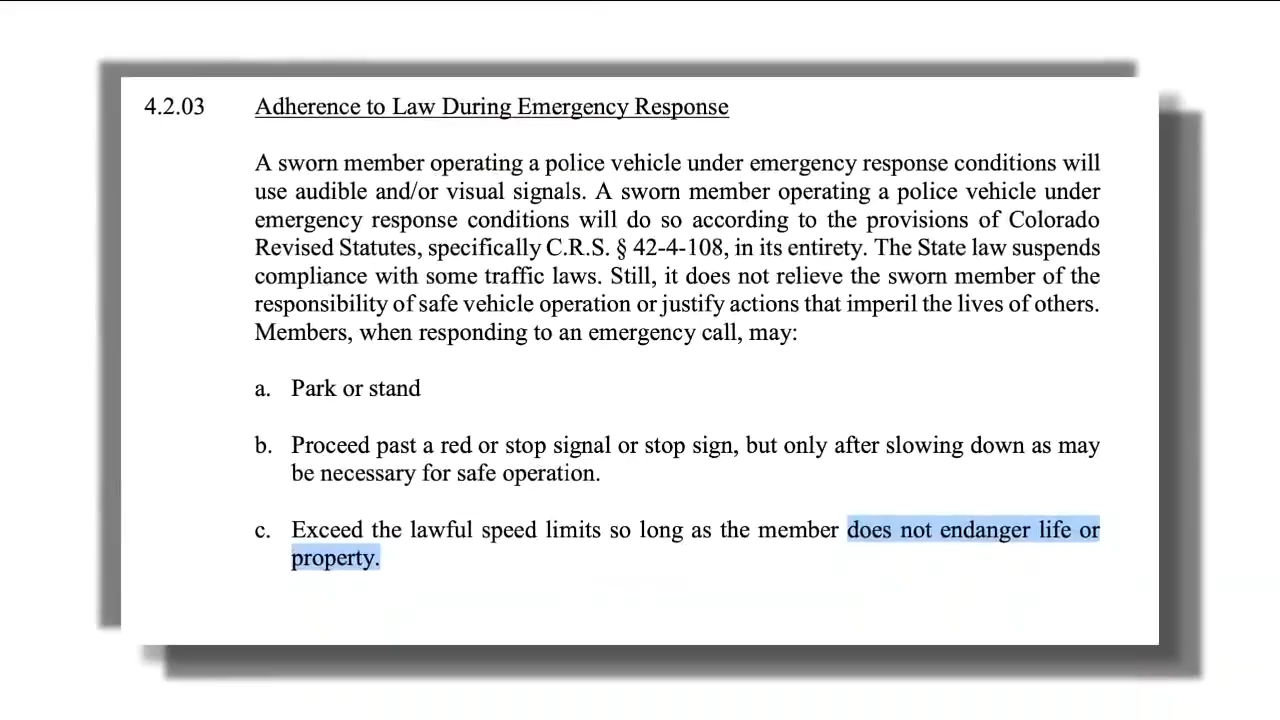 4.2.03 Adherence to Law During Emergency Response
A sworn member operating a police vehicle under emergency response conditions will
use audible and/or visual signals. A sworn member operating a police vehicle under
emergency response conditions will do so according to the provisions of Colorado
Revised Statutes, specifically C.R.S. § 42-4-108, in its entirety. The State law suspends
compliance with some traffic laws. Still, it does not relieve the sworn member of the
responsibility of safe vehicle operation or justify actions that imperil the lives of others.
Members, when responding to an emergency call, may:
a. Park or stand
b. Proceed past a red or stop signal or stop sign, but only after slowing down as may
be necessary for safe operation.
c. Exceed the lawful speed limits so long as the member does not endanger life or
property.